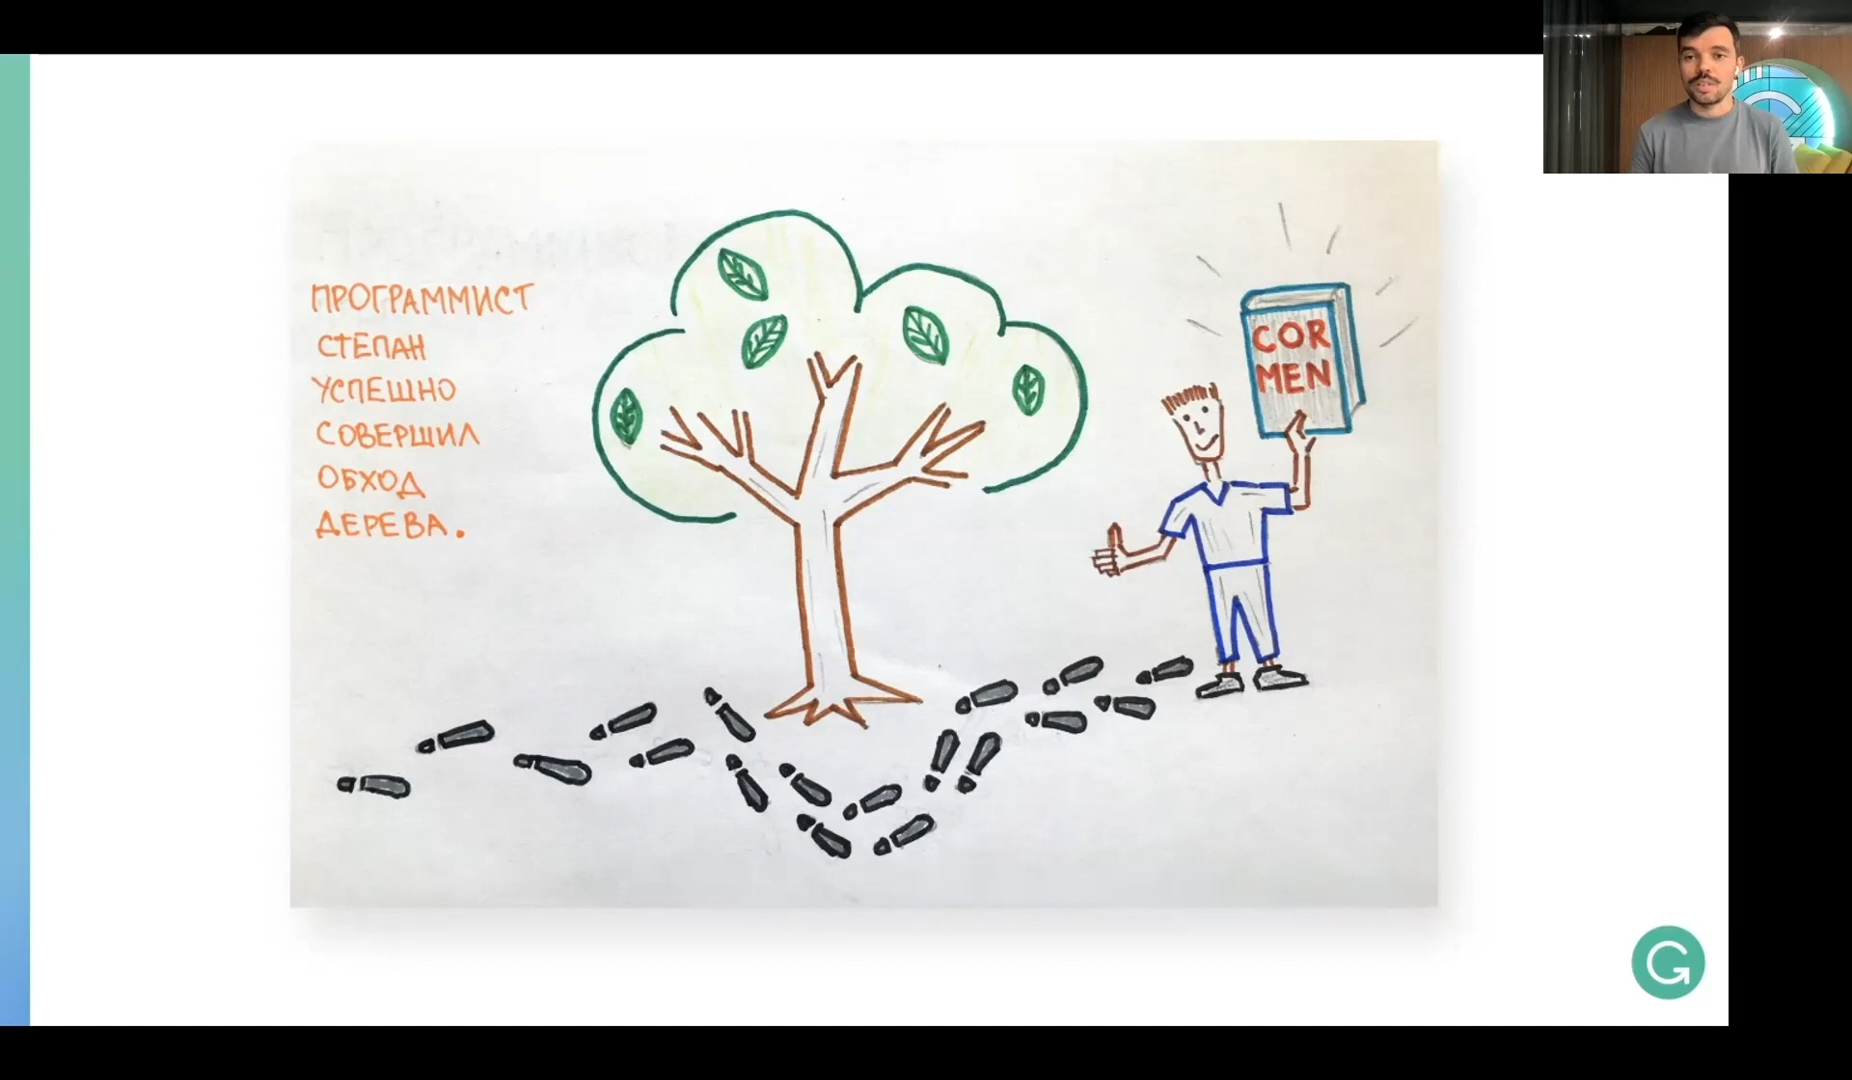 ПРОГРАММИСТ
СТЕПАН
УСПЕШНО
СОВЕРШИЛ
ОБХОД
ДЕРЕВА.
COR
MEN